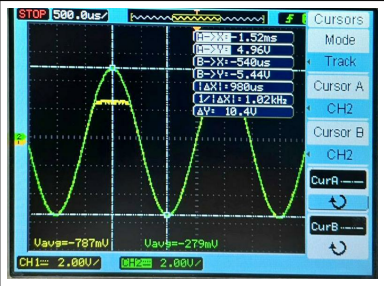 STOP 500.0us/ f
Cursors
Mode
Track
Cursor A
CH2
Cursor B
CH2
CurA
CurB
A->X:-1.52ms
A->Y: 4.96V
B->X:-540us
B->Y:-5.44V
|ΔX|:980us
1/|ΔX|:1.02kHz
ΔY: 10.4V
2
Vavg=-787mV Vavg=-279mV
CH1 2.00V/ CH2 2.00V/